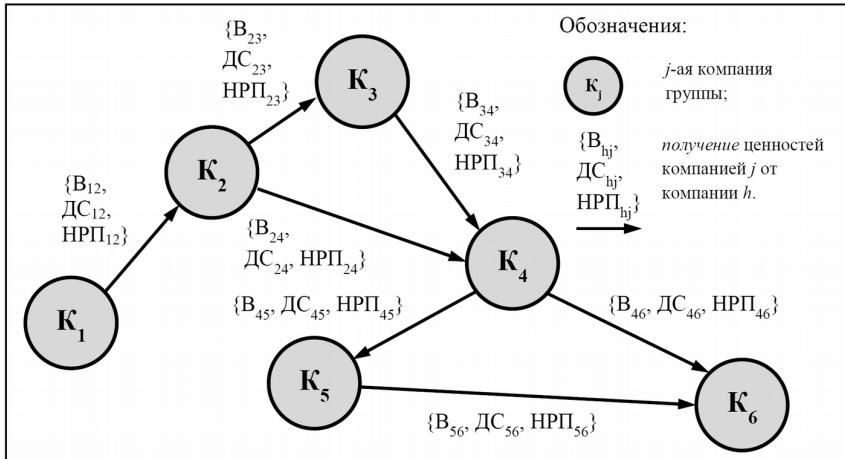 Обозначения:
{В₂₃,
ДС₂₃,
НРП₂₃}
К₃
Кⱼ
j-ая компания
группы;
{В₃₄,
ДС₃₄,
НРП₃₄}
{Вhj,
ДСhj,
НРПhj}
получение ценностей
компанией j от
компании h.
К₂
{В₁₂,
ДС₁₂,
НРП₁₂}
{В₂₄,
ДС₂₄, НРП₂₄}
К₄
К₁
{В₄₅, ДС₄₅, НРП₄₅}
{В₄₆, ДС₄₆, НРП₄₆}
К₅
К₆
{В₅₆, ДС₅₆, НРП₅₆}